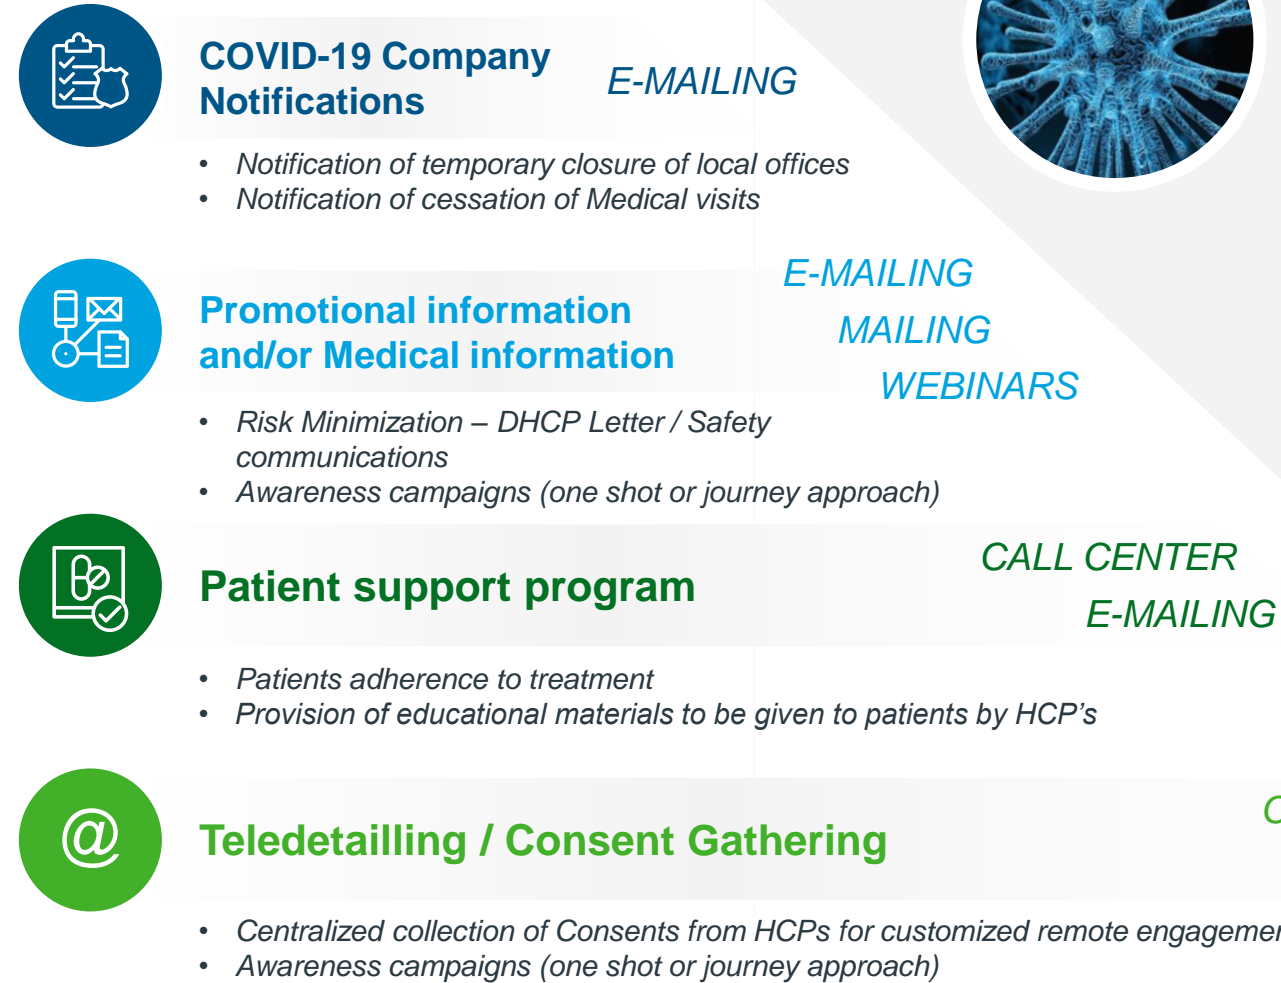 COVID-19 Company
Notifications
E-MAILING
• Notification of temporary closure of local offices
• Notification of cessation of Medical visits
Promotional information
and/or Medical information
E-MAILING
MAILING
WEBINARS
• Risk Minimization – DHCP Letter / Safety
communications
• Awareness campaigns (one shot or journey approach)
Patient support program
CALL CENTER
E-MAILING
• Patients adherence to treatment
• Provision of educational materials to be given to patients by HCP's
@
Teledetailling / Consent Gathering
• Centralized collection of Consents from HCPs for customized remote
• Awareness campaigns (one shot or journey approach)